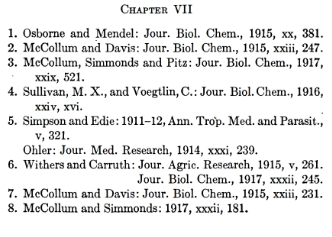 CHAPTER VII
1. Osborne and Mendel: Jour. Biol. Chem., 1915, xx, 381.
2. McCollum and Davis: Jour. Biol. Chem., 1915, xxiii, 247.
3. McCollum, Simmonds and Pitz: Jour. Biol. Chem., 1917,
xxix, 521.
4. Sullivan, M. X., and Voegtlin, C.: Jour. Biol. Chem., 1916,
xxiv, xvi.
5. Simpson and Edie: 1911-12, Ann. Trop. Med. and Parasit.,
v, 321.
Ohler: Jour. Med. Research, 1914, xxxi, 239.
6. Withers and Carruth: Jour. Agric. Research, 1915, v, 261.
Jour. Biol. Chem., 1917, xxxii, 245.
7. McCollum and Davis: Jour. Biol. Chem., 1915, xxiii, 231.
8. McCollum and Simmonds: 1917, xxxii, 181.